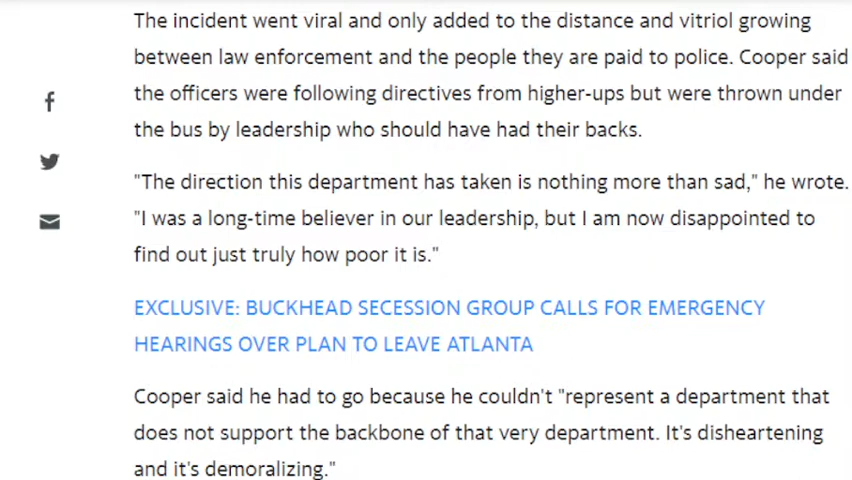 The incident went viral and only added to the distance and vitriol growing
between law enforcement and the people they are paid to police. Cooper said
the officers were following directives from higher-ups but were thrown under
the bus by leadership who should have had their backs.
"The direction this department has taken is nothing more than sad," he wrote.
"I was a long-time believer in our leadership, but I am now disappointed to
find out just truly how poor it is."
EXCLUSIVE: BUCKHEAD SECESSION GROUP CALLS FOR EMERGENCY
HEARINGS OVER PLAN TO LEAVE ATLANTA
Cooper said he had to go because he couldn't "represent a department that
does not support the backbone of that very department. It's disheartening
and it's demoralizing."